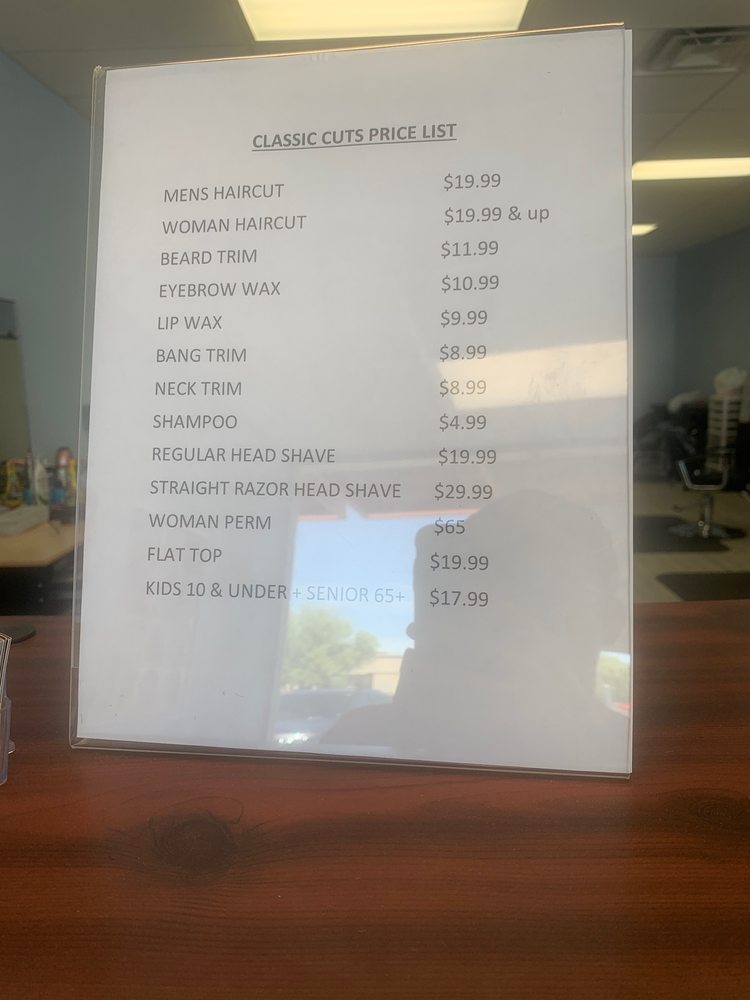 CLASSIC CUTS PRICE LIST
MENS HAIRCUT $19.99
WOMAN HAIRCUT $19.99 & up
BEARD TRIM $11.99
EYEBROW WAX $10.99
LIP WAX $9.99
BANG TRIM $8.99
NECK TRIM $8.99
SHAMPOO $4.99
REGULAR HEAD SHAVE $19.99
STRAIGHT RAZOR HEAD SHAVE $29.99
WOMAN PERM $65
FLAT TOP $19.99
KIDS 10 & UNDER + SENIOR 65+ $17.99